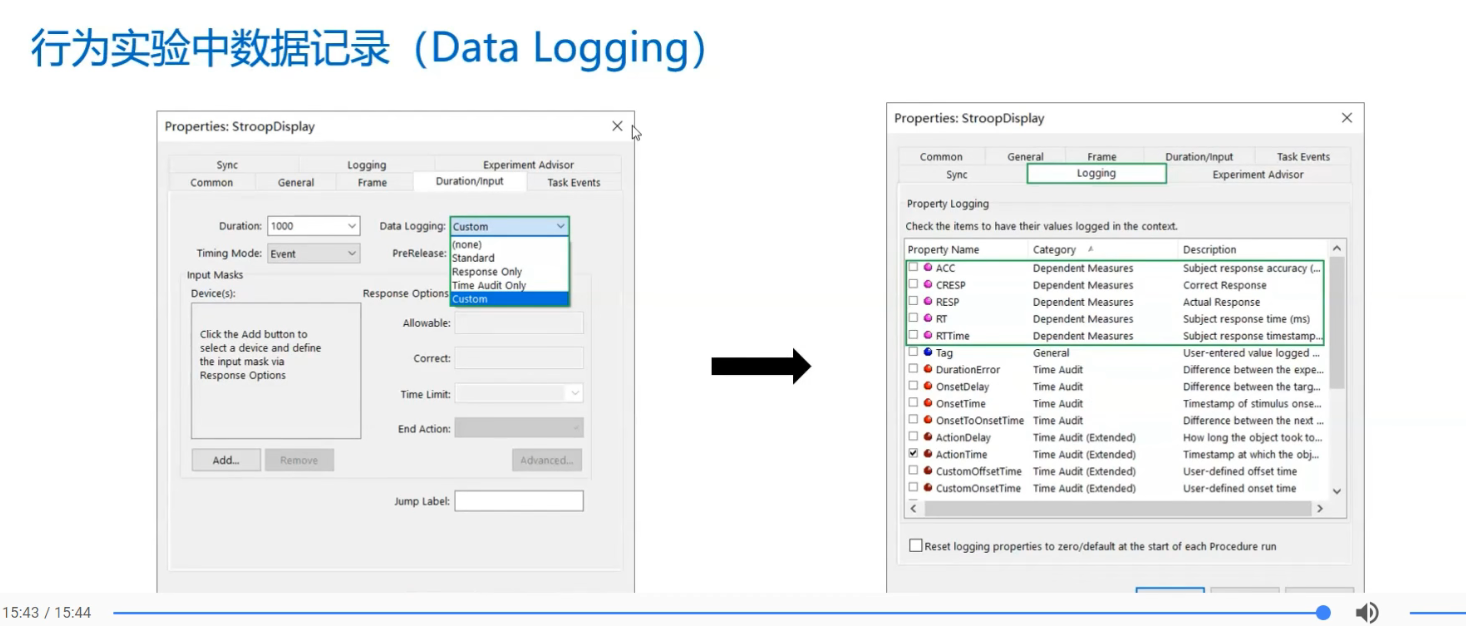 行为实验中数据记录（Data Logging）
Properties: StroopDisplay
Sync Logging Experiment Advisor
Common General Frame Duration/Input Task Events
Duration: 1000 Data Logging: Custom
(none)
Timing Mode: Event PreRelease: Standard
Response Only
Time Audit Only
Custom
Input Masks
Device(s): Response Options
Click the Add button to
select a device and define
the input mask via
Response Options
Allowable:
Correct:
Time Limit:
End Action:
Add... Remove Advanced...
Jump Label:
Properties: StroopDisplay
Common General Frame Duration/Input Task Events
Sync Logging Experiment Advisor
Property Logging
Check the items to have their values logged in the context.
Property Name Category Description
ACC Dependent Measures Subject response accuracy (...
CRESP Dependent Measures Correct Response
RESP Dependent Measures Actual Response
RT Dependent Measures Subject response time (ms)
RTTime Dependent Measures Subject response timestamp...
Tag General User-entered value logged ...
DurationError Time Audit Difference between the expe...
OnsetDelay Time Audit Difference between the targ...
OnsetTime Time Audit Timestamp of stimulus onse...
OnsetToOnsetTime Time Audit Difference between the next ...
ActionDelay Time Audit (Extended) How long the object took to...
ActionTime Time Audit (Extended) Timestamp at which the obj...
CustomOffsetTime Time Audit (Extended) User-defined offset time
CustomOnsetTime Time Audit (Extended) User-defined onset time
Reset logging properties to zero/default at the start of each Procedure run
15:43 / 15:44